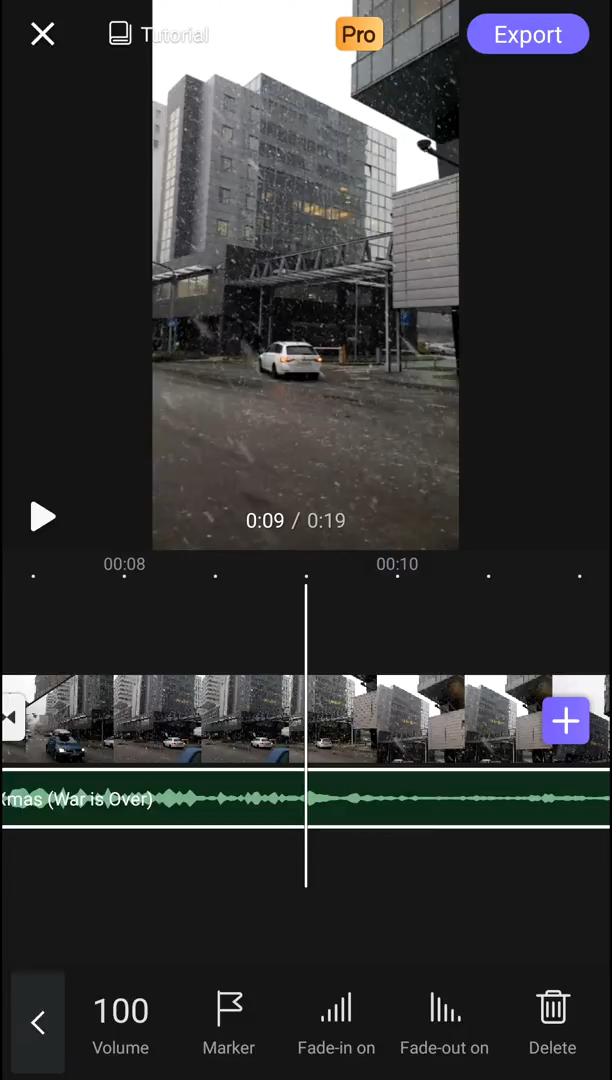 Tutorial
Pro
Export
0:09 / 0:19
00:08
00:10
mas (War is Over)
100
Volume
Marker
Fade-in on
Fade-out on
Delete